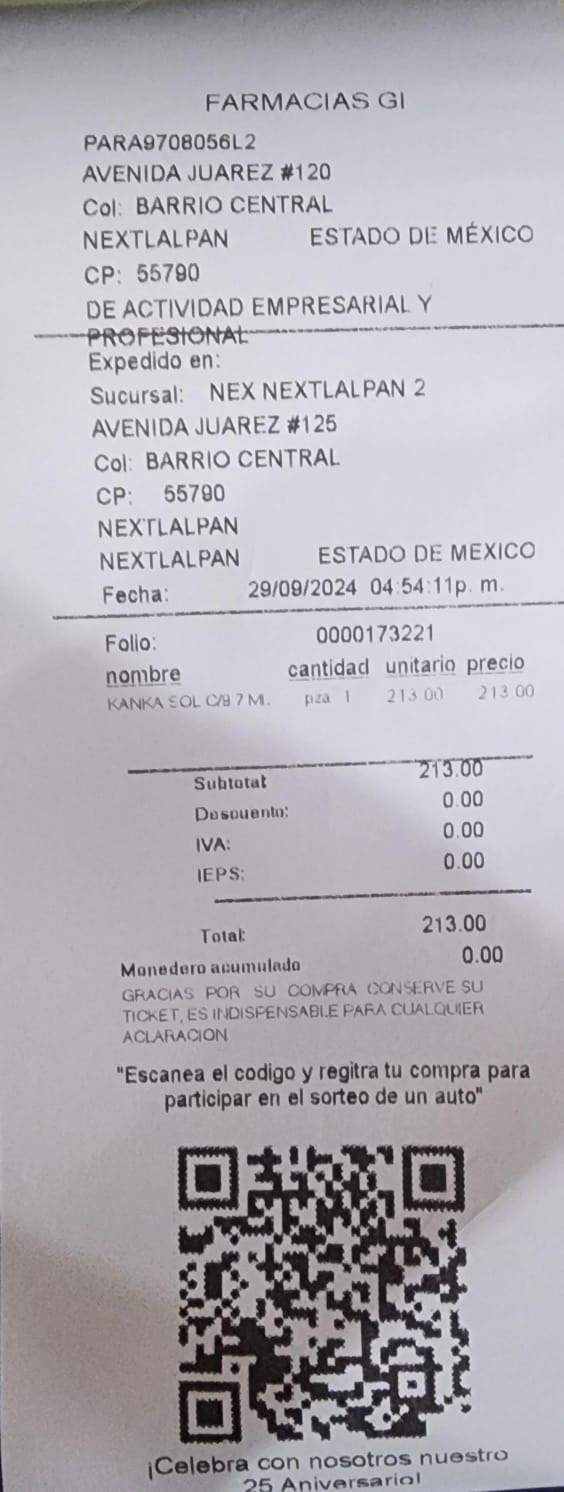 FARMACIAS GI
PARA9708056L2
AVENIDA JUAREZ #120
Col: BARRIO CENTRAL
NEXTLALPAN ESTADO DE MÉXICO
CP: 55790
DE ACTIVIDAD EMPRESARIAL Y
PROFESIONAL
Expedido en:
Sucursal: NEX NEXTLALPAN 2
AVENIDA JUAREZ #125
Col: BARRIO CENTRAL
CP: 55790
NEXTLALPAN
NEXTLALPAN ESTADO DE MEXICO
Fecha: 29/09/2024 04:54:11p. m.
Folio: 0000173221
nombre cantidad unitario precio
KANKA SOL C/9.7 ML. pza 1 213.00 213.00
Subtotal: 213.00
Descuento: 0.00
IVA: 0.00
IEPS: 0.00
Total: 213.00
Monedero acumulado 0.00
GRACIAS POR SU COMPRA CONSERVE SU
TICKET, ES INDISPENSABLE PARA CUALQUIER
ACLARACION
"Escanea el codigo y regitra tu compra para
participar en el sorteo de un auto"
¡Celebra con nosotros nuestro
25 Aniversario!